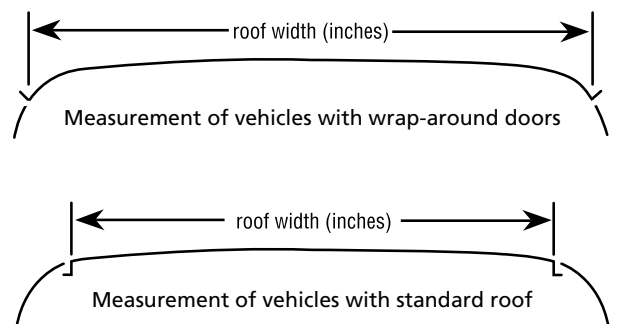 roof width (inches)
Measurement of vehicles with wrap-around doors
roof width (inches)
Measurement of vehicles with standard roof